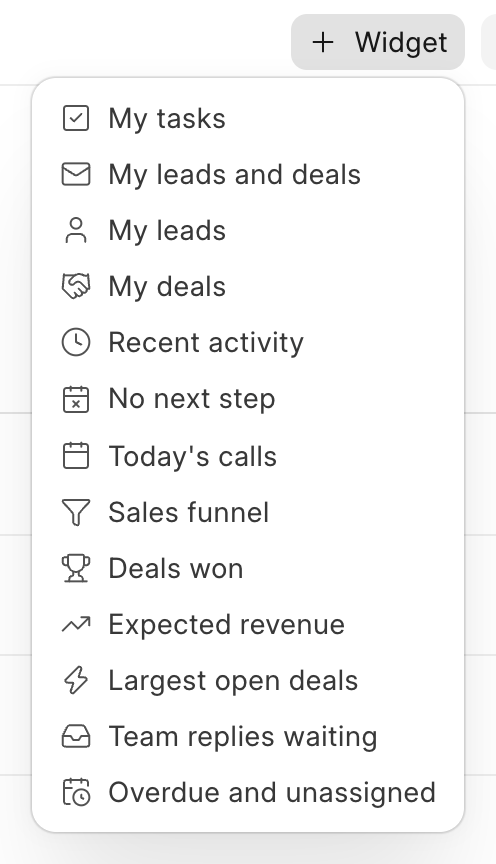 + Widget
My tasks
My leads and deals
My leads
My deals
Recent activity
No next step
Today's calls
Sales funnel
Deals won
Expected revenue
Largest open deals
Team replies waiting
Overdue and unassigned